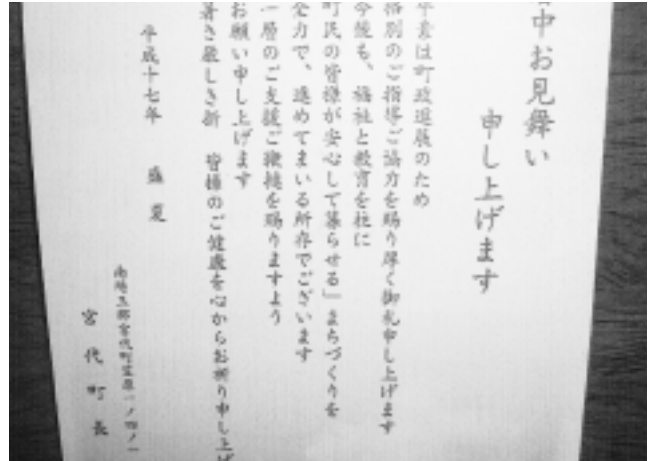 中お見舞い
申し上げます
平素は町政進展のため
格別のご指導ご協力を賜り厚く御礼申し上げます
今後も、福祉と教育を柱に
町民の皆様が安心して暮らせる」まちづくりを
全力で、進めてまいる所存でございます
一層のご支援ご鞭撻を賜りますよう
お願い申し上げます
暑さ厳しき折 皆様のご健康を心からお祈り申し上げ
平成十七年 盛夏
南埼玉郡宮代町笠原一ノ四ノ一
宮代町長